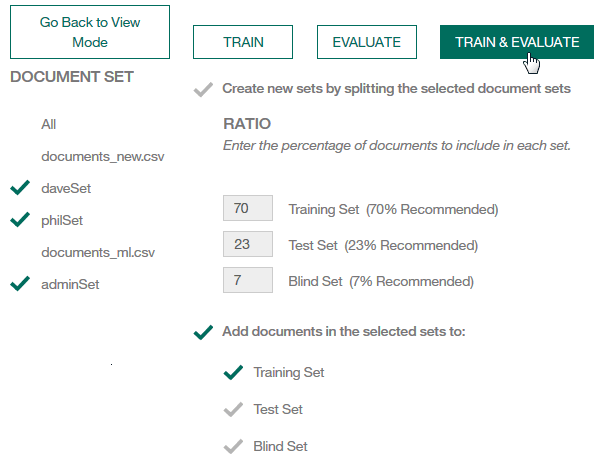 Go Back to View
Mode
TRAIN
EVALUATE
TRAIN & EVALUATE
DOCUMENT SET
All
documents_new.csv
daveSet
philSet
documents_ml.csv
adminSet
Create new sets by splitting the selected document sets
RATIO
Enter the percentage of documents to include in each set.
70 Training Set (70% Recommended)
23 Test Set (23% Recommended)
7 Blind Set (7% Recommended)
Add documents in the selected sets to:
Training Set
Test Set
Blind Set